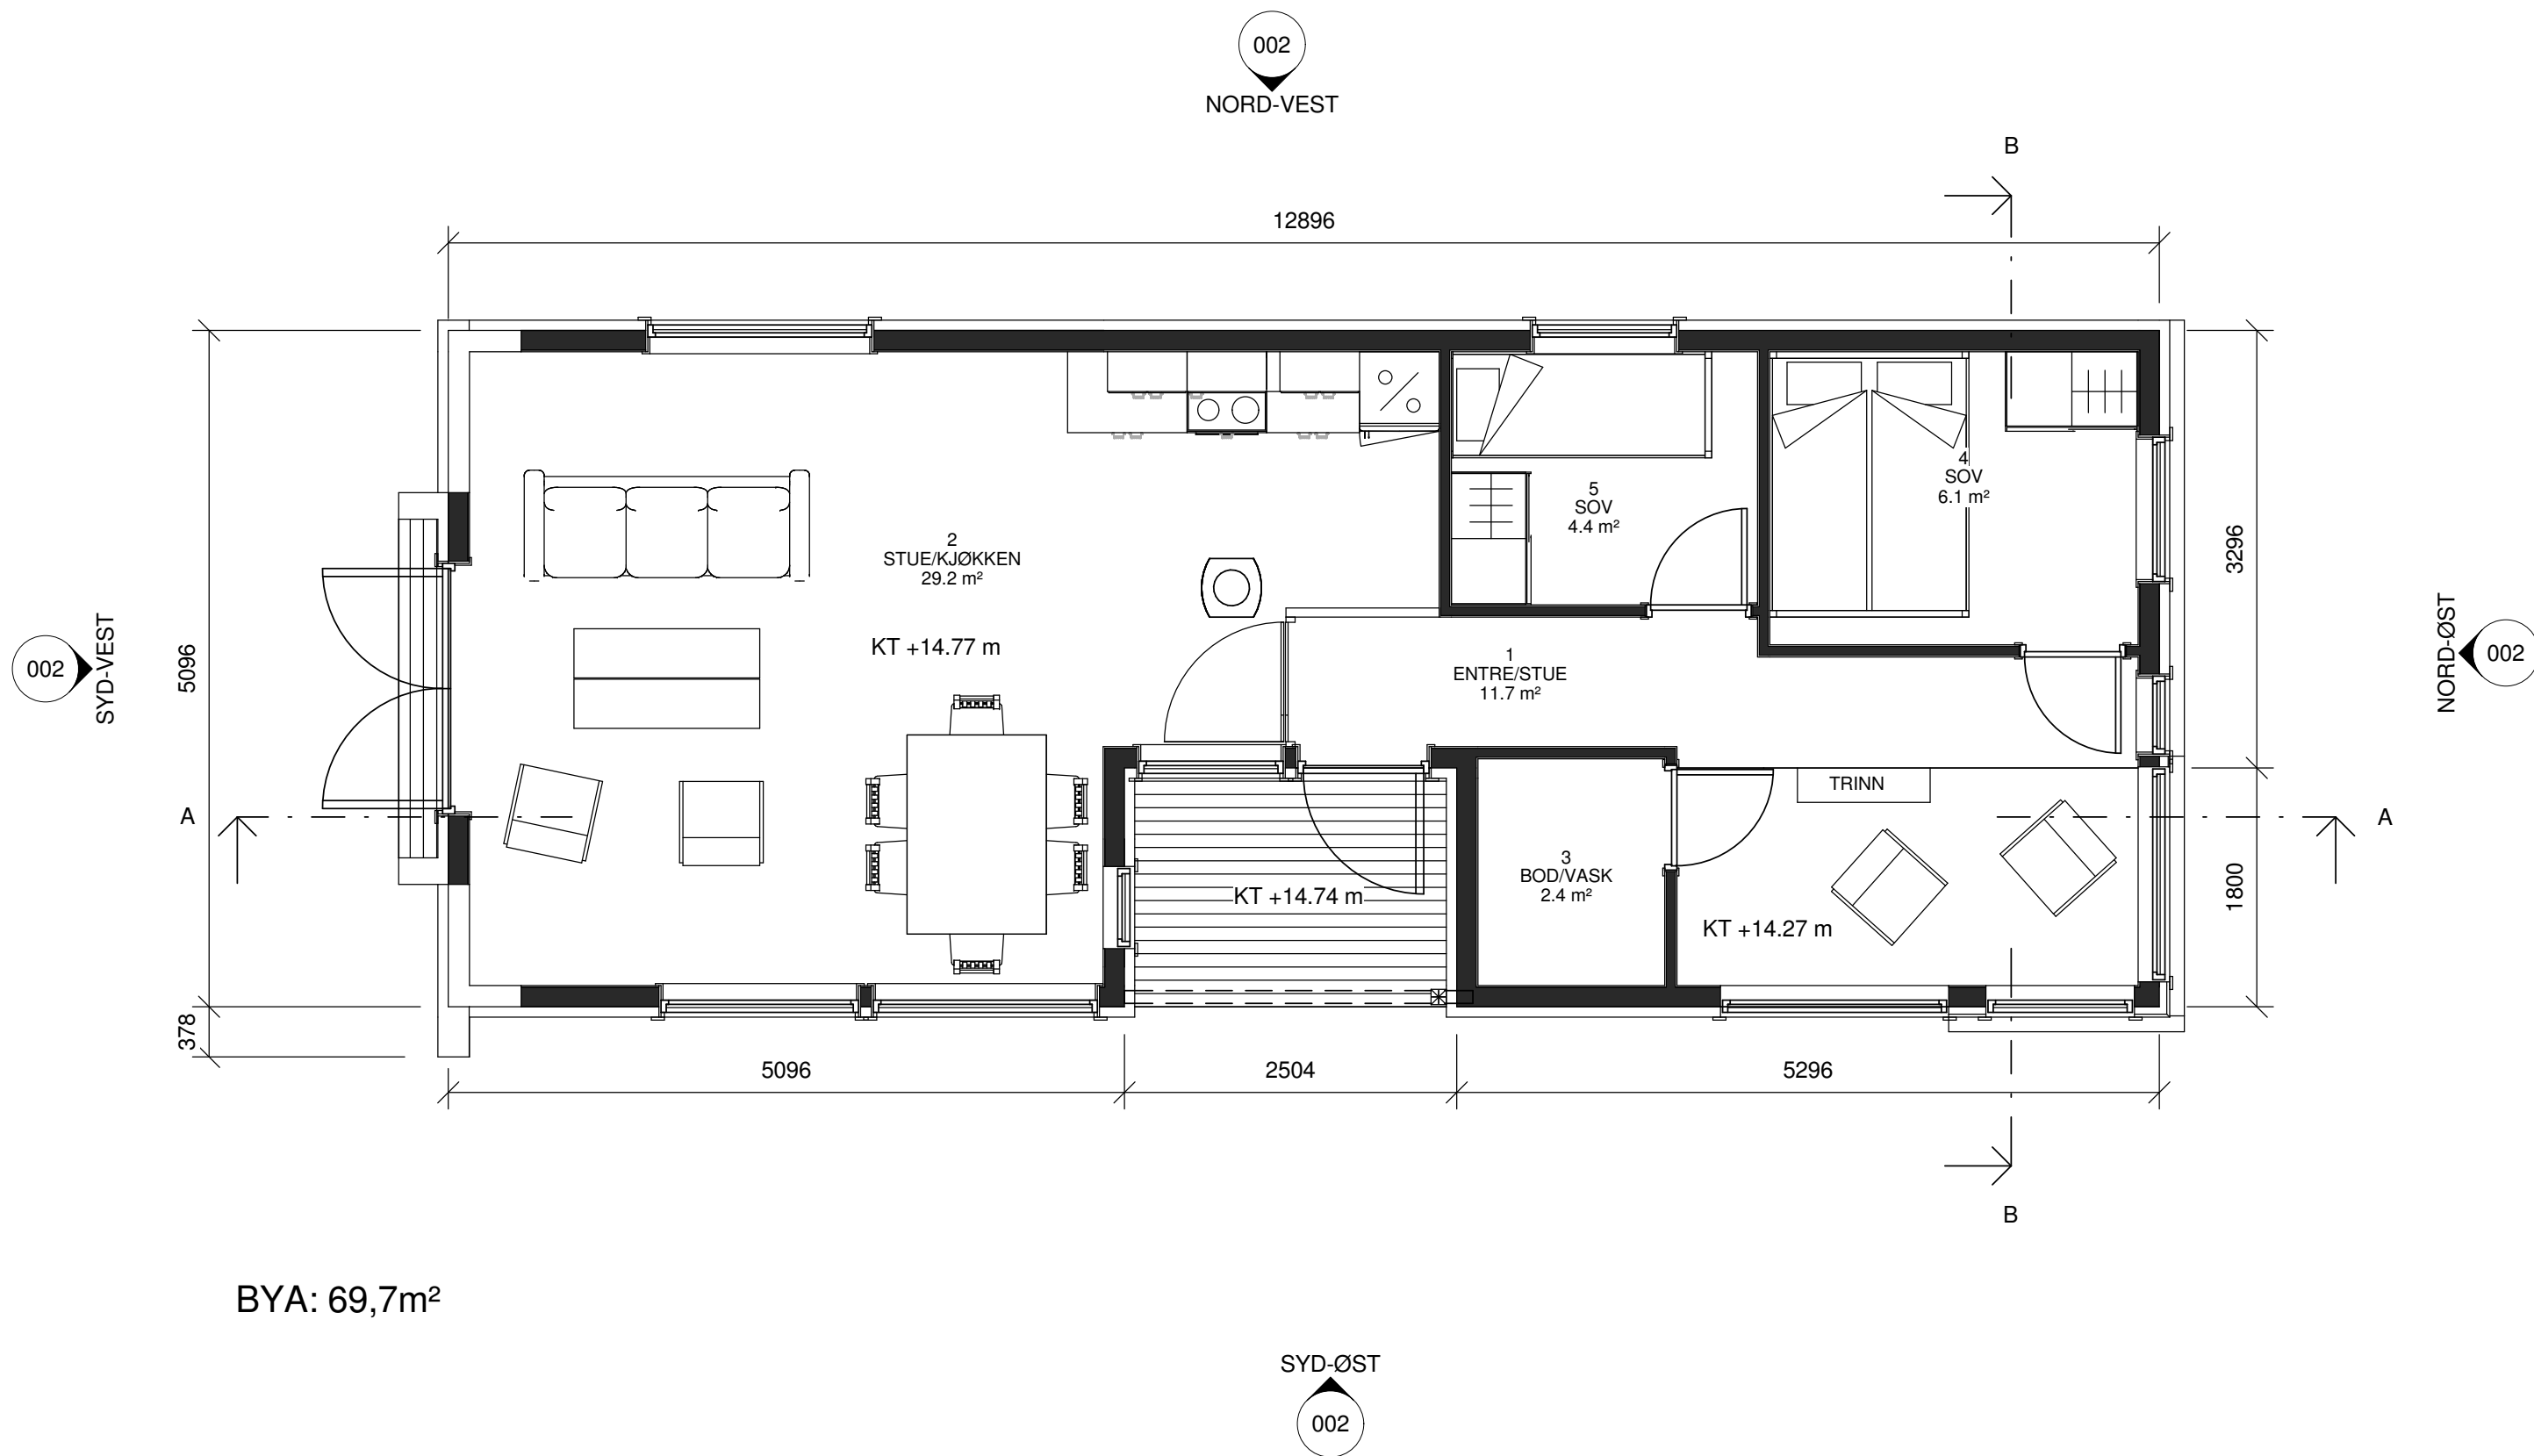 002
NORD-VEST
B
12896
5096
378
3296
1800
002
SYD-VEST
NORD-ØST
002
2
STUE/KJØKKEN
29.2 m²
KT +14.77 m
5
SOV
4.4 m²
4
SOV
6.1 m²
1
ENTRE/STUE
11.7 m²
TRINN
A
A
3
BOD/VASK
2.4 m²
KT +14.74 m
KT +14.27 m
5096
2504
5296
B
BYA: 69,7m²
SYD-ØST
002